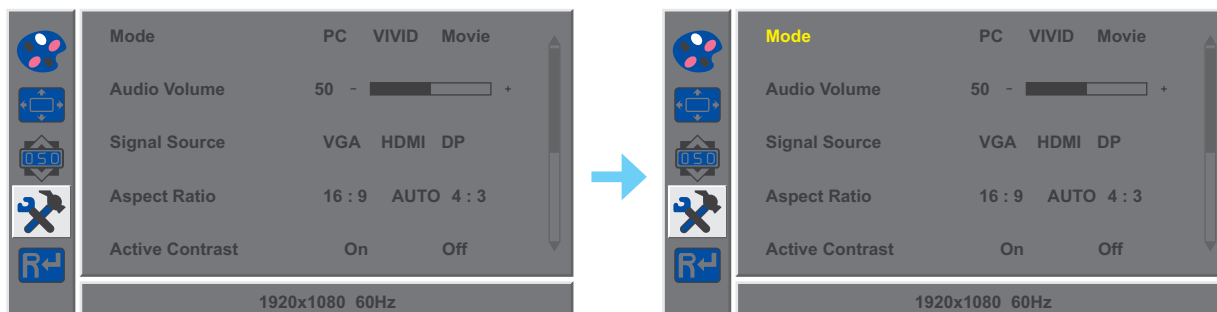 Mode PC VIVID Movie
Audio Volume 50 - +
Signal Source VGA HDMI DP
Aspect Ratio 16 : 9 AUTO 4 : 3
Active Contrast On Off
OSD
R
1920x1080 60Hz
Mode PC VIVID Movie
Audio Volume 50 - +
Signal Source VGA HDMI DP
Aspect Ratio 16 : 9 AUTO 4 : 3
Active Contrast On Off
OSD
R
1920x1080 60Hz